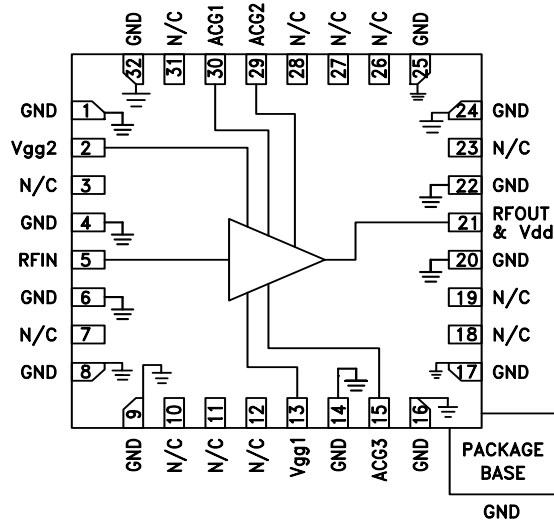 GND
N/C
ACG1
ACG2
N/C
N/C
N/C
GND
32
31
30
29
28
27
26
25
GND
1
Vgg2
2
N/C
3
GND
4
RFIN
5
GND
6
N/C
7
GND
8
24
GND
23
N/C
22
GND
21
RFOUT
& Vdd
20
GND
19
N/C
18
N/C
17
GND
9
10
11
12
13
14
15
16
GND
N/C
N/C
N/C
Vgg1
GND
ACG3
GND
PACKAGE
BASE
GND